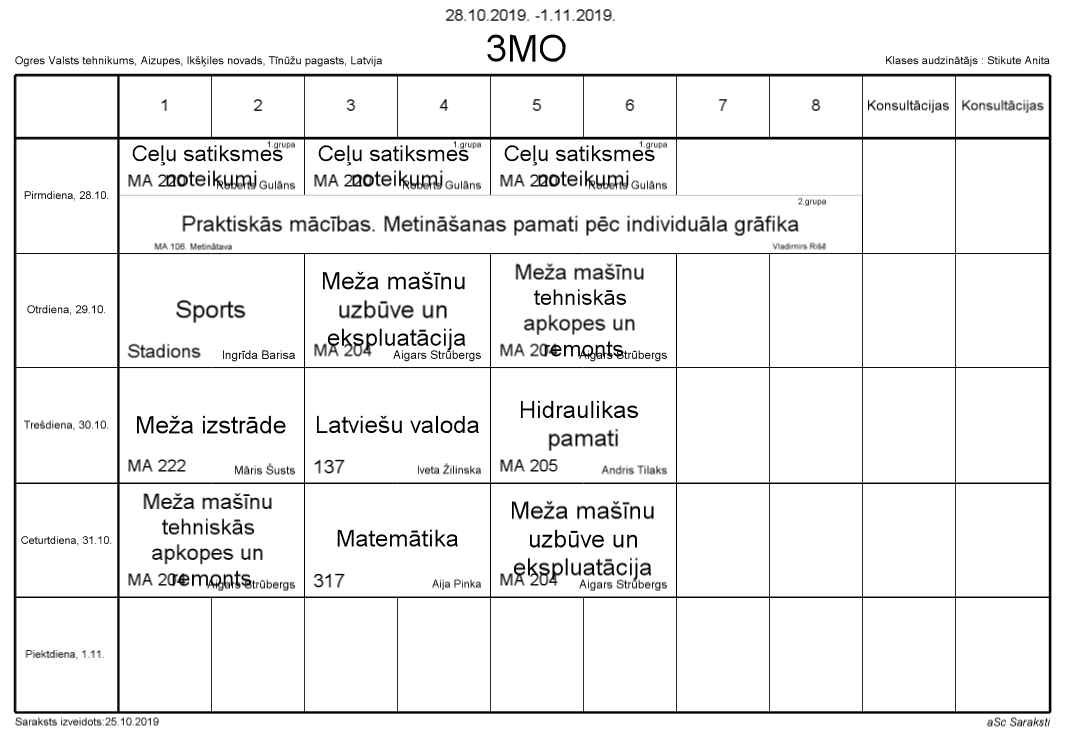 28.10.2019. -1.11.2019.
3MO
Ogres Valsts tehnikums, Aizupes, Ikšķiles novads, Tīnūžu pagasts, Latvija
Klases audzinātājs : Stikute Anita
1 2 3 4 5 6 7 8 Konsultācijas Konsultācijas
Pirmdiena, 28.10.
1.grupa
Ceļu satiksmes
noteikumi
MA 220
Roberts Gulāns
1.grupa
Ceļu satiksmes
noteikumi
MA 220
Roberts Gulāns
1.grupa
Ceļu satiksmes
noteikumi
MA 220
Roberts Gulāns
2.grupa
Praktiskās mācības. Metināšanas pamati pēc individuāla grāfika
MA 106. Metinātava
Vladimirs Rišē
Otrdiena, 29.10.
Sports
Stadions
Ingrīda Barisa
Meža mašīnu
uzbūve un
ekspluatācija
MA 204
Aigars Strūbergs
Meža mašīnu
tehniskās
apkopes un
remonts
MA 204
Aigars Strūbergs
Trešdiena, 30.10.
Meža izstrāde
MA 222
Māris Šusts
Latviešu valoda
137
Iveta Žilinska
Hidraulikas
pamati
MA 205
Andris Tilaks
Ceturtdiena, 31.10.
Meža mašīnu
tehniskās
apkopes un
remonts
MA 204
Aigars Strūbergs
Matemātika
317
Aija Pinka
Meža mašīnu
uzbūve un
ekspluatācija
MA 204
Aigars Strūbergs
Piektdiena, 1.11.
Saraksts izveidots:25.10.2019
aSc Saraksti